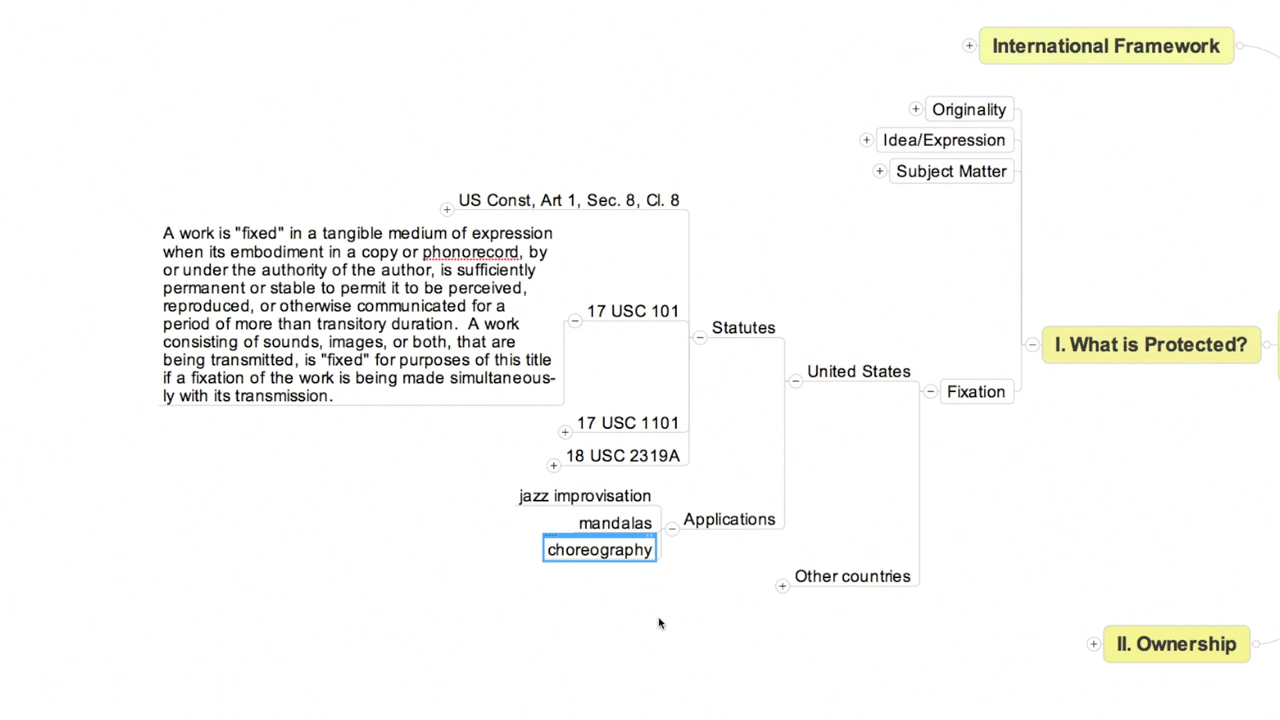 International Framework
Originality
Idea/Expression
Subject Matter
US Const, Art 1, Sec. 8, Cl. 8
A work is "fixed" in a tangible medium of expression
when its embodiment in a copy or phonorecord, by
or under the authority of the author, is sufficiently
permanent or stable to permit it to be perceived,
reproduced, or otherwise communicated for a
period of more than transitory duration.  A work
consisting of sounds, images, or both, that are
being transmitted, is "fixed" for purposes of this title
if a fixation of the work is being made simultaneous-
ly with its transmission.
17 USC 101
Statutes
I. What is Protected?
United States
Fixation
17 USC 1101
18 USC 2319A
jazz improvisation
mandalas
choreography
Applications
Other countries
II. Ownership